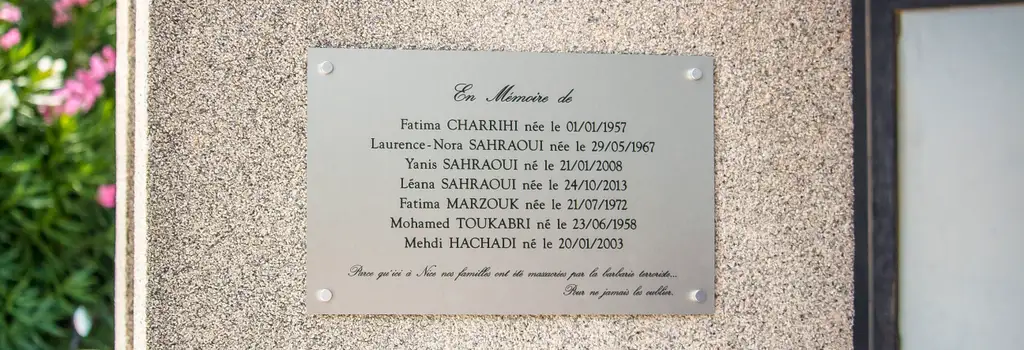 En Mémoire de
Fatima CHARRIHI née le 01/01/1957
Laurence-Nora SAHRAOUI née le 29/05/1967
Yanis SAHRAOUI né le 21/01/2008
Léana SAHRAOUI née le 24/10/2013
Fatima MARZOUK née le 21/07/1972
Mohamed TOUKABRI né le 23/06/1958
Mehdi HACHADI né le 20/01/2003
Parce qu'ici à Nice nos familles ont été massacrées par la barbarie terroriste...
Pour ne jamais les oublier.